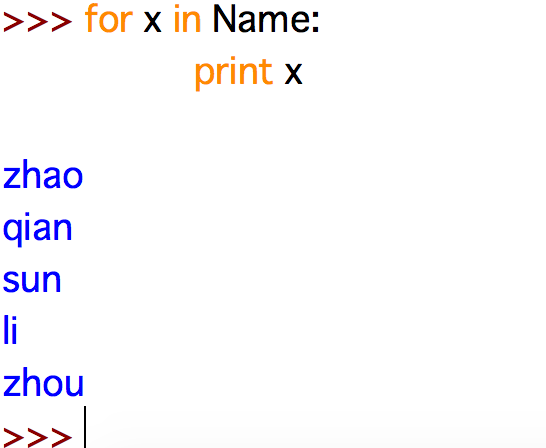 >>> for x in Name:
            print x
zhao
qian
sun
li
zhou
>>>